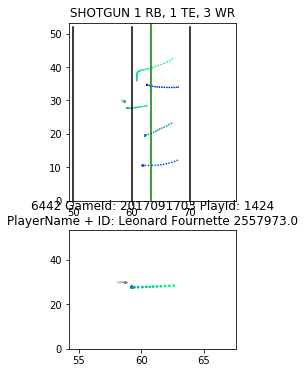 SHOTGUN 1 RB, 1 TE, 3 WR
50
40
30
20
10
0
50 60 70
6442 GameId: 2017091703 PlayId: 1424
PlayerName + ID: Leonard Fournette 2557973.0
40
20
0
55 60 65